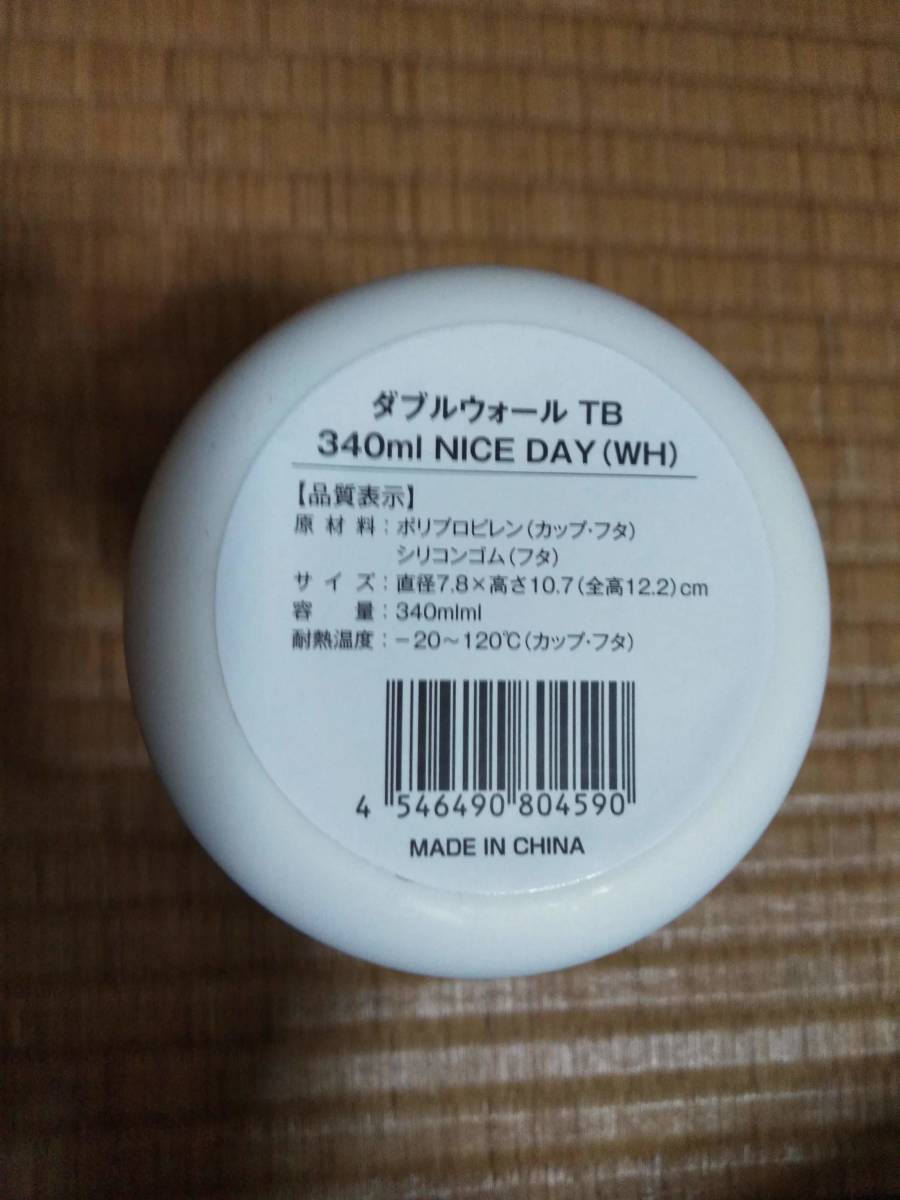 ダブルウォール TB
340ml NICE DAY(WH)
【品質表示】
原材料：ポリプロピレン(カップ・フタ)
シリコンゴム(フタ)
サイズ：直径7.8×高さ10.7(全高12.2)cm
容量：340mlml
耐熱温度：−20～120℃(カップ・フタ)
4 546490 804590
MADE IN CHINA